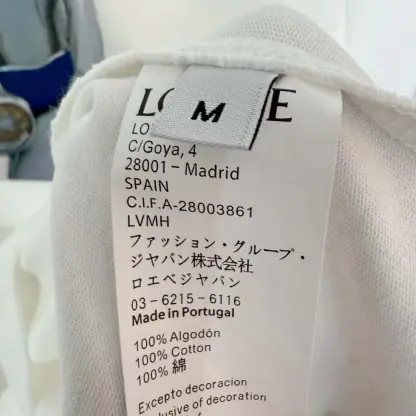 M
LO E
LO
C/Goya, 4
28001 – Madrid
SPAIN
C.I.F.A-28003861
LVMH
ファッション・グループ・
ジャバン株式会社
ロエベジャバン
03-6215-6116
Made in Portugal
100% Algodón
100% Cotton
100% 綿
Excepto decoracion
lusive of decoration